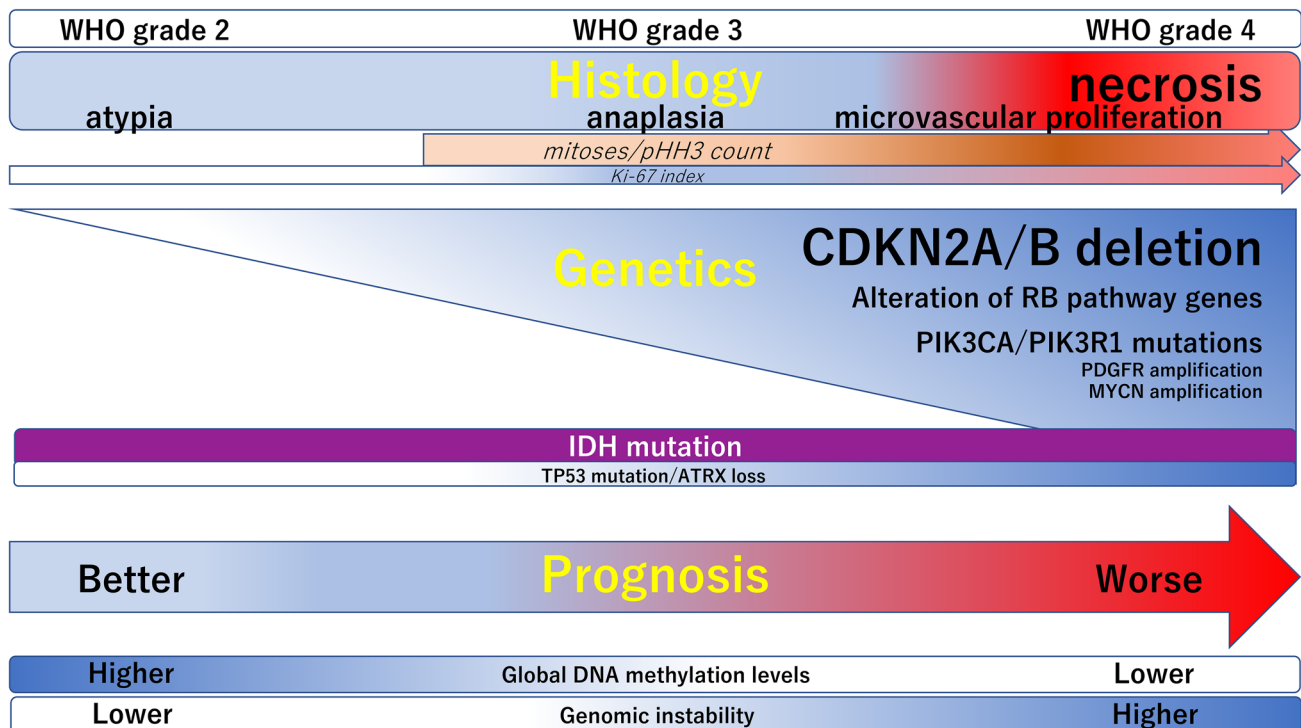 WHO grade 2
WHO grade 3
WHO grade 4
Histology
necrosis
atypia
anaplasia
microvascular proliferation
mitoses/pHH3 count
Ki-67 index
Genetics
CDKN2A/B deletion
Alteration of RB pathway genes
PIK3CA/PIK3R1 mutations
PDGFR amplification
MYCN amplification
IDH mutation
TP53 mutation/ATRX loss
Better
Prognosis
Worse
Higher
Global DNA methylation levels
Lower
Lower
Genomic instability
Higher